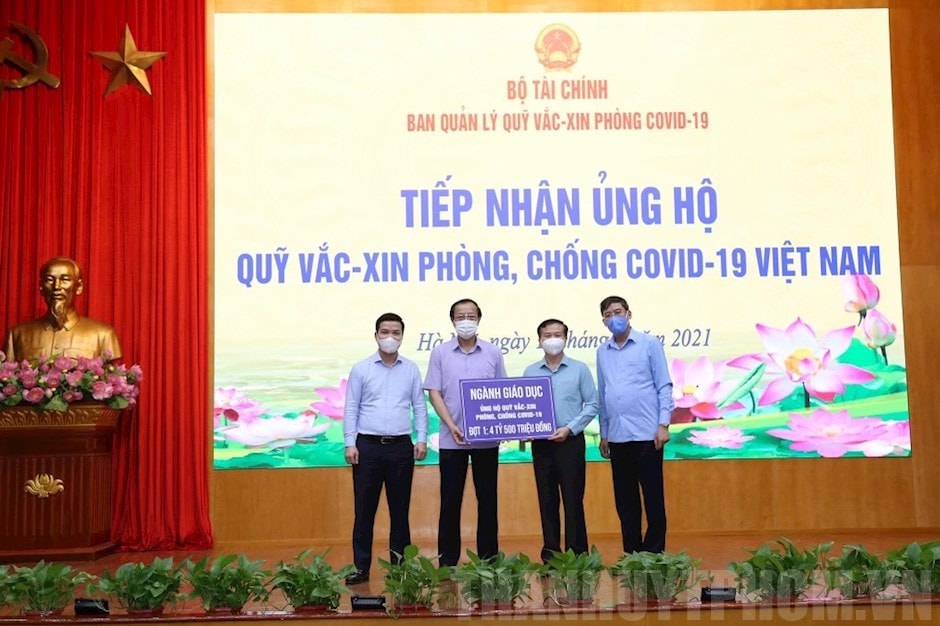 BỘ TÀI CHÍNH
BAN QUẢN LÝ QUỸ VẮC-XIN PHÒNG COVID-19
TIẾP NHẬN ỦNG HỘ
QUỸ VẮC-XIN PHÒNG, CHỐNG COVID-19 VIỆT NAM
2021
NGÀNH GIÁO DỤC
ỦNG HỘ QUỸ VẮC-XIN
PHÒNG, CHỐNG COVID-19
ĐỢT 1: 4 TỶ 500 TRIỆU ĐỒNG
THANHUYTPHCM.VN